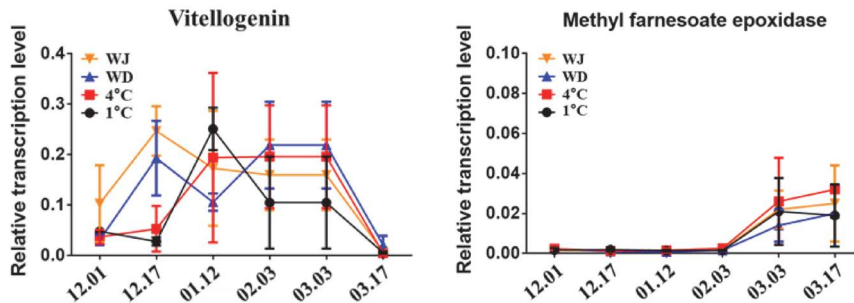 Vitellogenin
Relative transcription level
0.4
0.3
0.2
0.1
0.0
WJ
WD
4°C
1°C
12.01
12.17
01.12
02.03
03.03
03.17
Methyl farnesoate epoxidase
Relative transcription level
0.10
0.08
0.06
0.04
0.02
0.00
WJ
WD
4°C
1°C
12.01
12.17
01.12
02.03
03.03
03.17